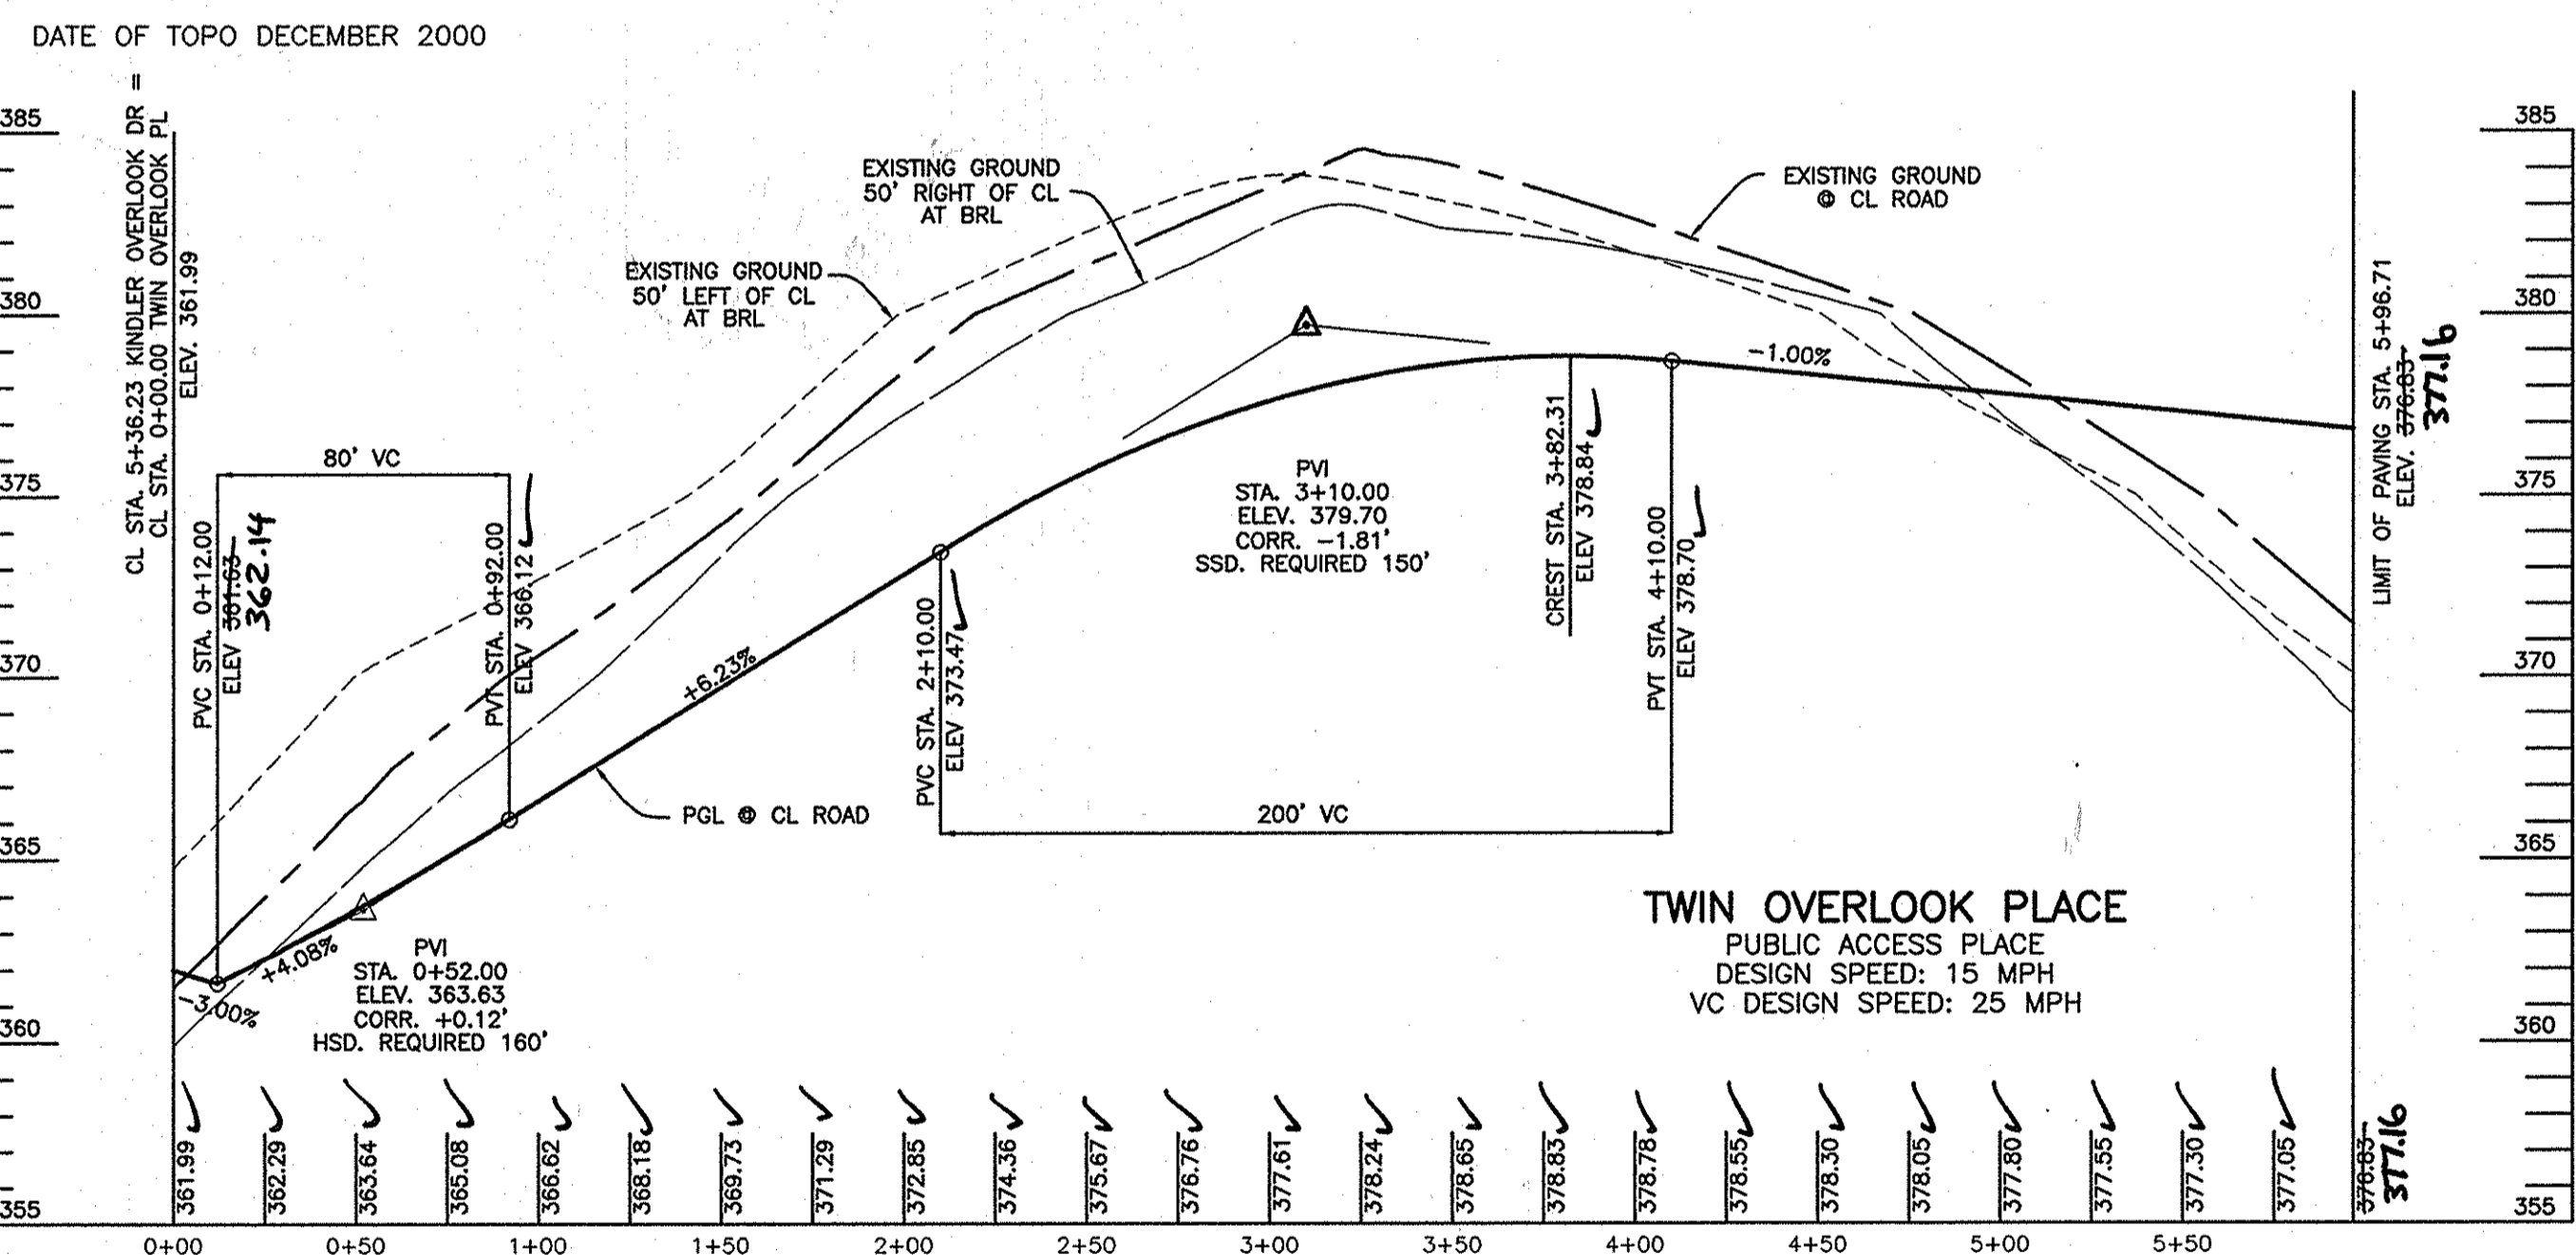 DATE OF TOPO DECEMBER 2000
CL STA. 5+36.23 KINDLER OVERLOOK DR =
CL STA. 0+00.00 TWIN OVERLOOK PL
ELEV. 361.99
385
380
375
370
365
360
355
80' VC
PVC STA. 0+12.00
ELEV 361.63
362.14
PVT STA. 0+92.00
ELEV 366.12
EXISTING GROUND
50' LEFT OF CL
AT BRL
EXISTING GROUND
50' RIGHT OF CL
AT BRL
EXISTING GROUND
@ CL ROAD
-3.00%
+4.08%
PVI
STA. 0+52.00
ELEV. 363.63
CORR. +0.12'
HSD. REQUIRED 160'
+6.23%
PGL @ CL ROAD
PVC STA. 2+10.00
ELEV 373.47
200' VC
PVI
STA. 3+10.00
ELEV. 379.70
CORR. -1.81'
SSD. REQUIRED 150'
CREST STA. 3+82.31
ELEV 378.84
PVT STA. 4+10.00
ELEV 378.70
-1.00%
LIMIT OF PAVING STA. 5+96.71
ELEV. 376.83
377.16
385
380
375
370
365
360
355
TWIN OVERLOOK PLACE
PUBLIC ACCESS PLACE
DESIGN SPEED: 15 MPH
VC DESIGN SPEED: 25 MPH
361.99
362.29
363.64
365.08
366.62
368.18
369.73
371.29
372.85
374.36
375.67
376.76
377.61
378.24
378.65
378.83
378.78
378.55
378.30
378.05
377.80
377.55
377.30
377.05
376.83
377.16
0+00 0+50 1+00 1+50 2+00 2+50 3+00 3+50 4+00 4+50 5+00 5+50